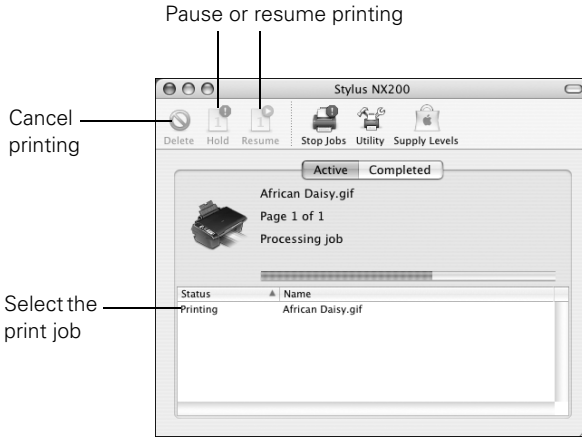 Pause or resume printing
Stylus NX200
Cancel
printing
Delete Hold Resume Stop Jobs Utility Supply Levels
Active Completed
African Daisy.gif
Page 1 of 1
Processing job
Select the
print job
Status Name
Printing African Daisy.gif